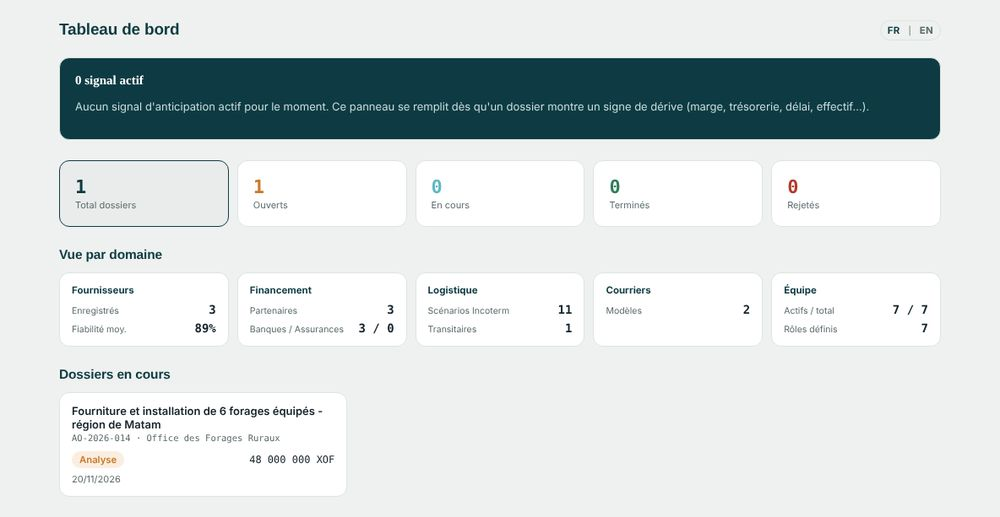 Tableau de bord
FR | EN
0 signal actif
Aucun signal d'anticipation actif pour le moment. Ce panneau se remplit dès qu'un dossier montre un signe de dérive (marge, trésorerie, délai, effectif...).
1
Total dossiers
1
Ouverts
0
En cours
0
Terminés
0
Rejetés
Vue par domaine
Fournisseurs
Enregistrés 3
Fiabilité moy. 89%
Financement
Partenaires 3
Banques / Assurances 3 / 0
Logistique
Scénarios Incoterm 11
Transitaires 1
Courriers
Modèles 2
Équipe
Actifs / total 7 / 7
Rôles définis 7
Dossiers en cours
Fourniture et installation de 6 forages équipés -
région de Matam
AO-2026-014 · Office des Forages Ruraux
Analyse 48 000 000 XOF
20/11/2026